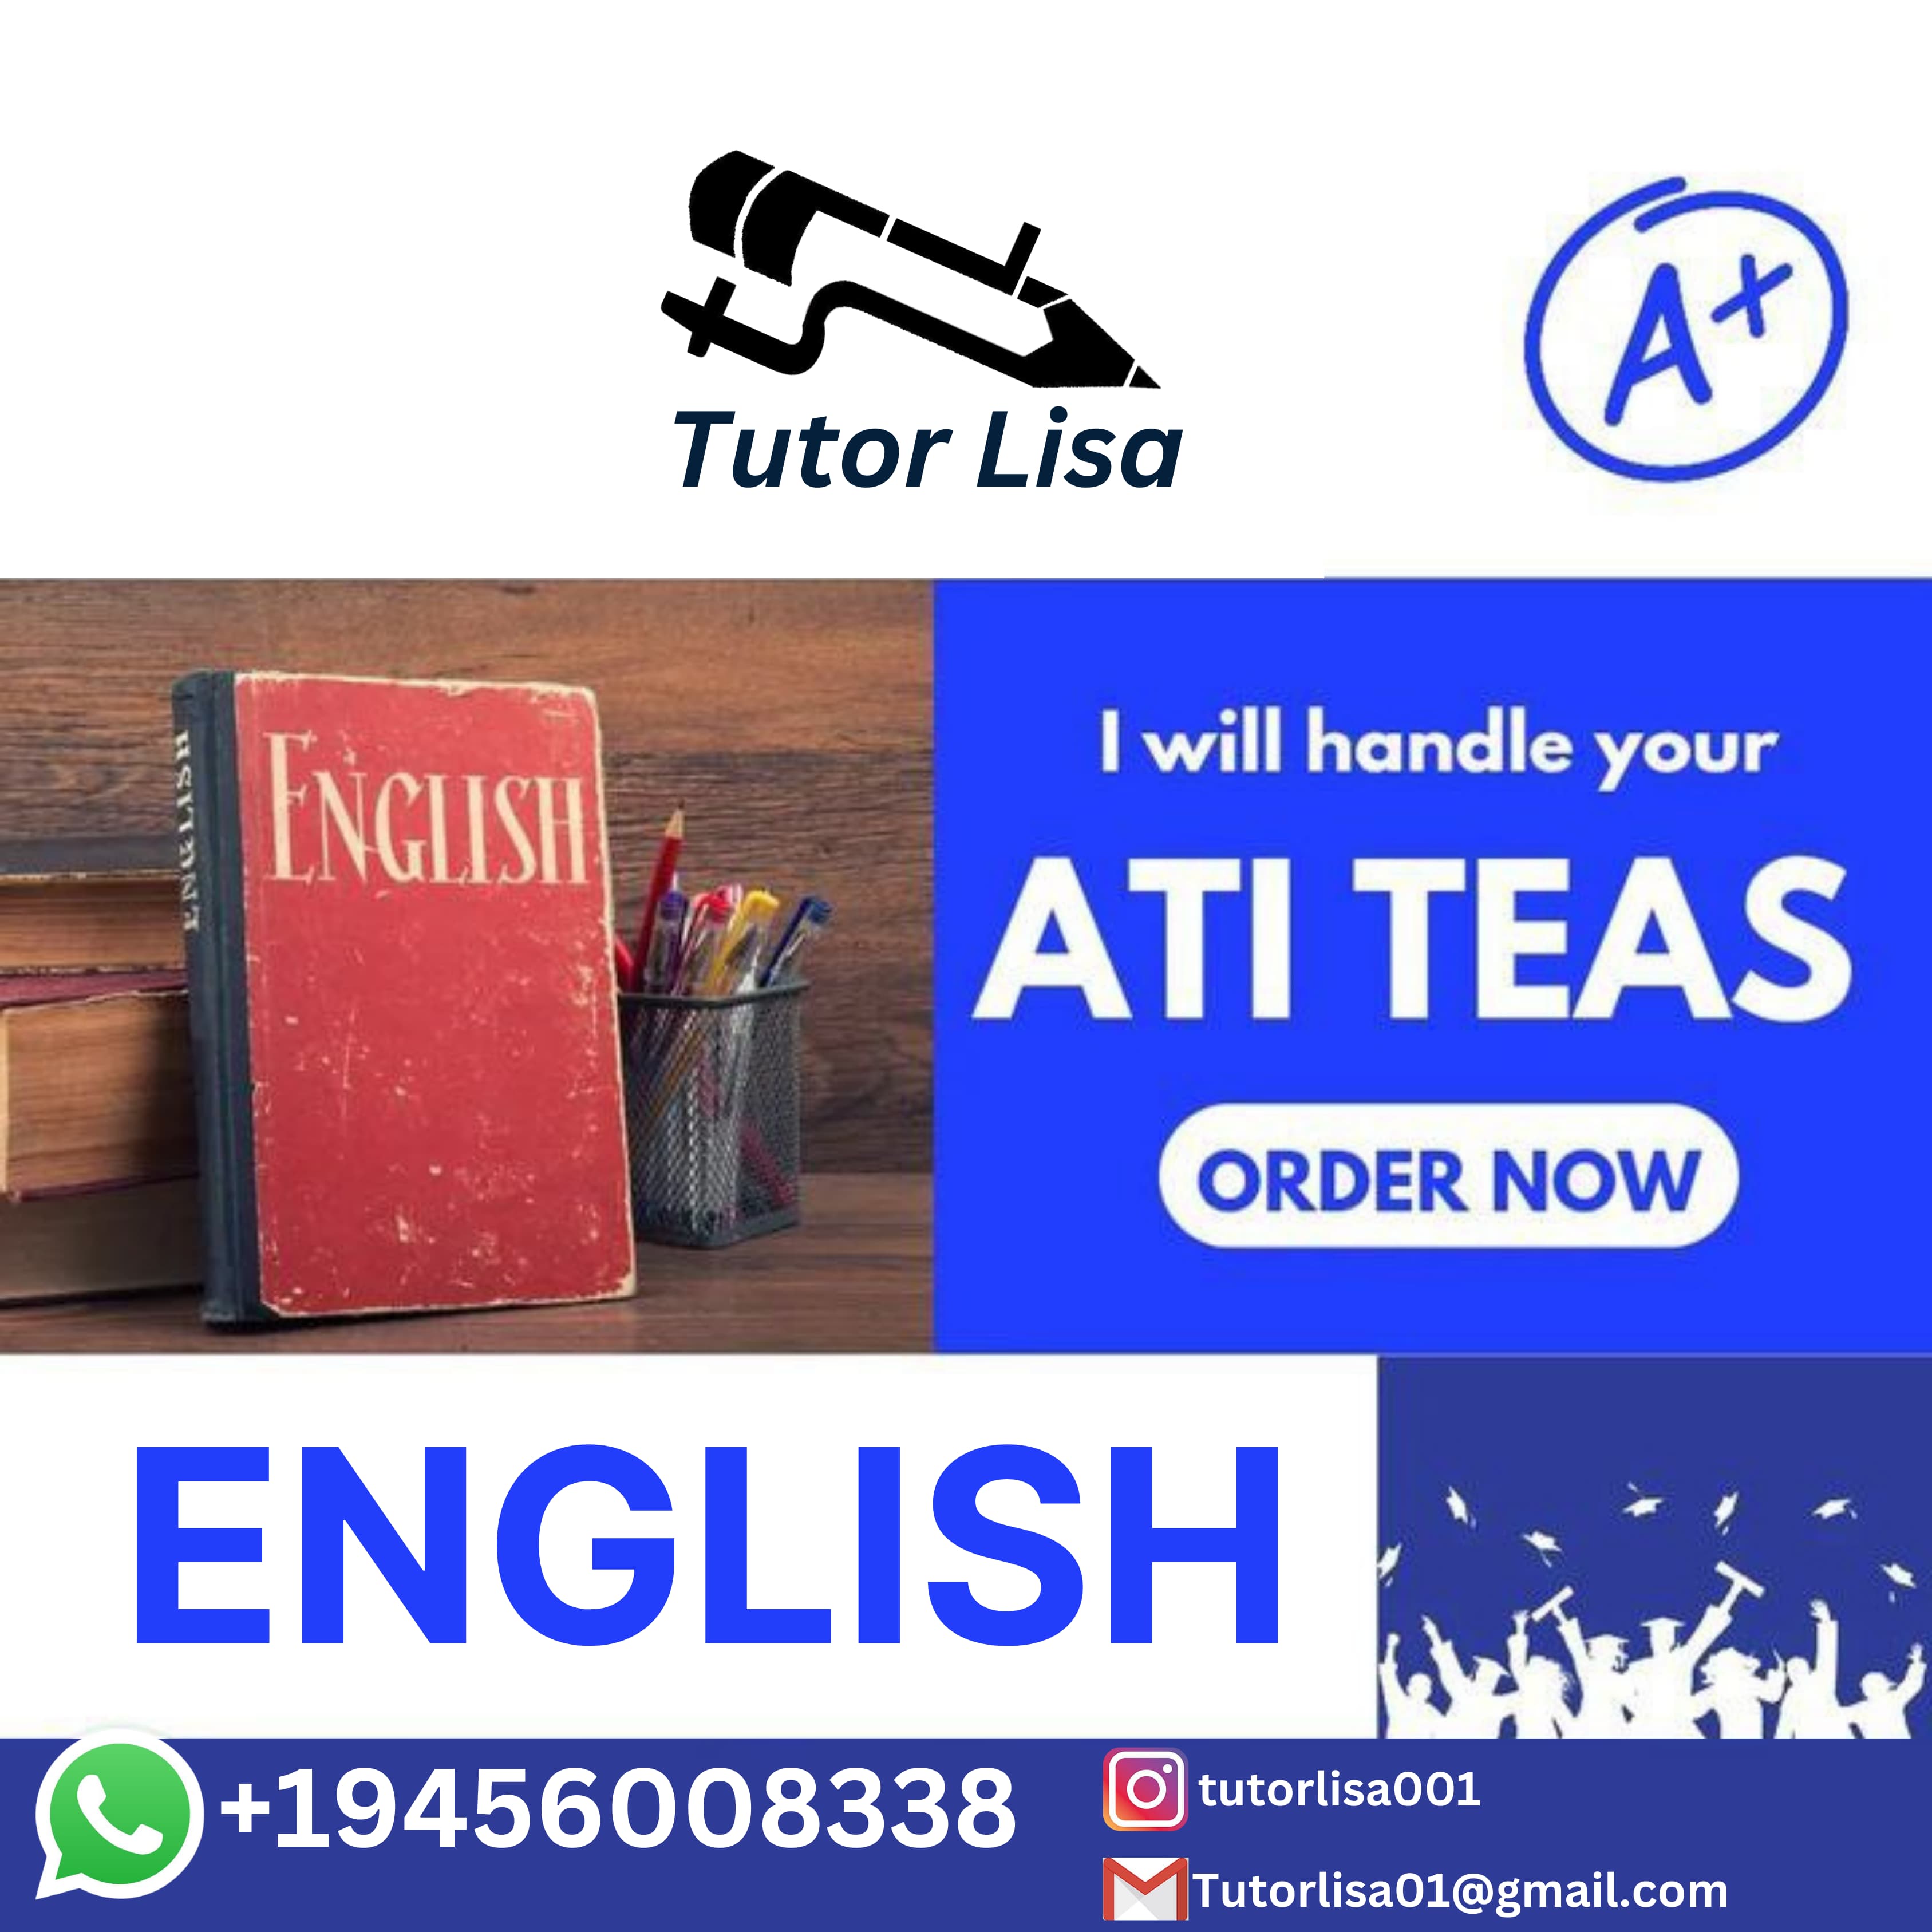 Tutor Lisa
A+
ENGLISH
ENGLISH
I will handle your
ATI TEAS
ORDER NOW
ENGLISH
+19456008338
tutorlisa001
Tutorlisa01@gmail.com